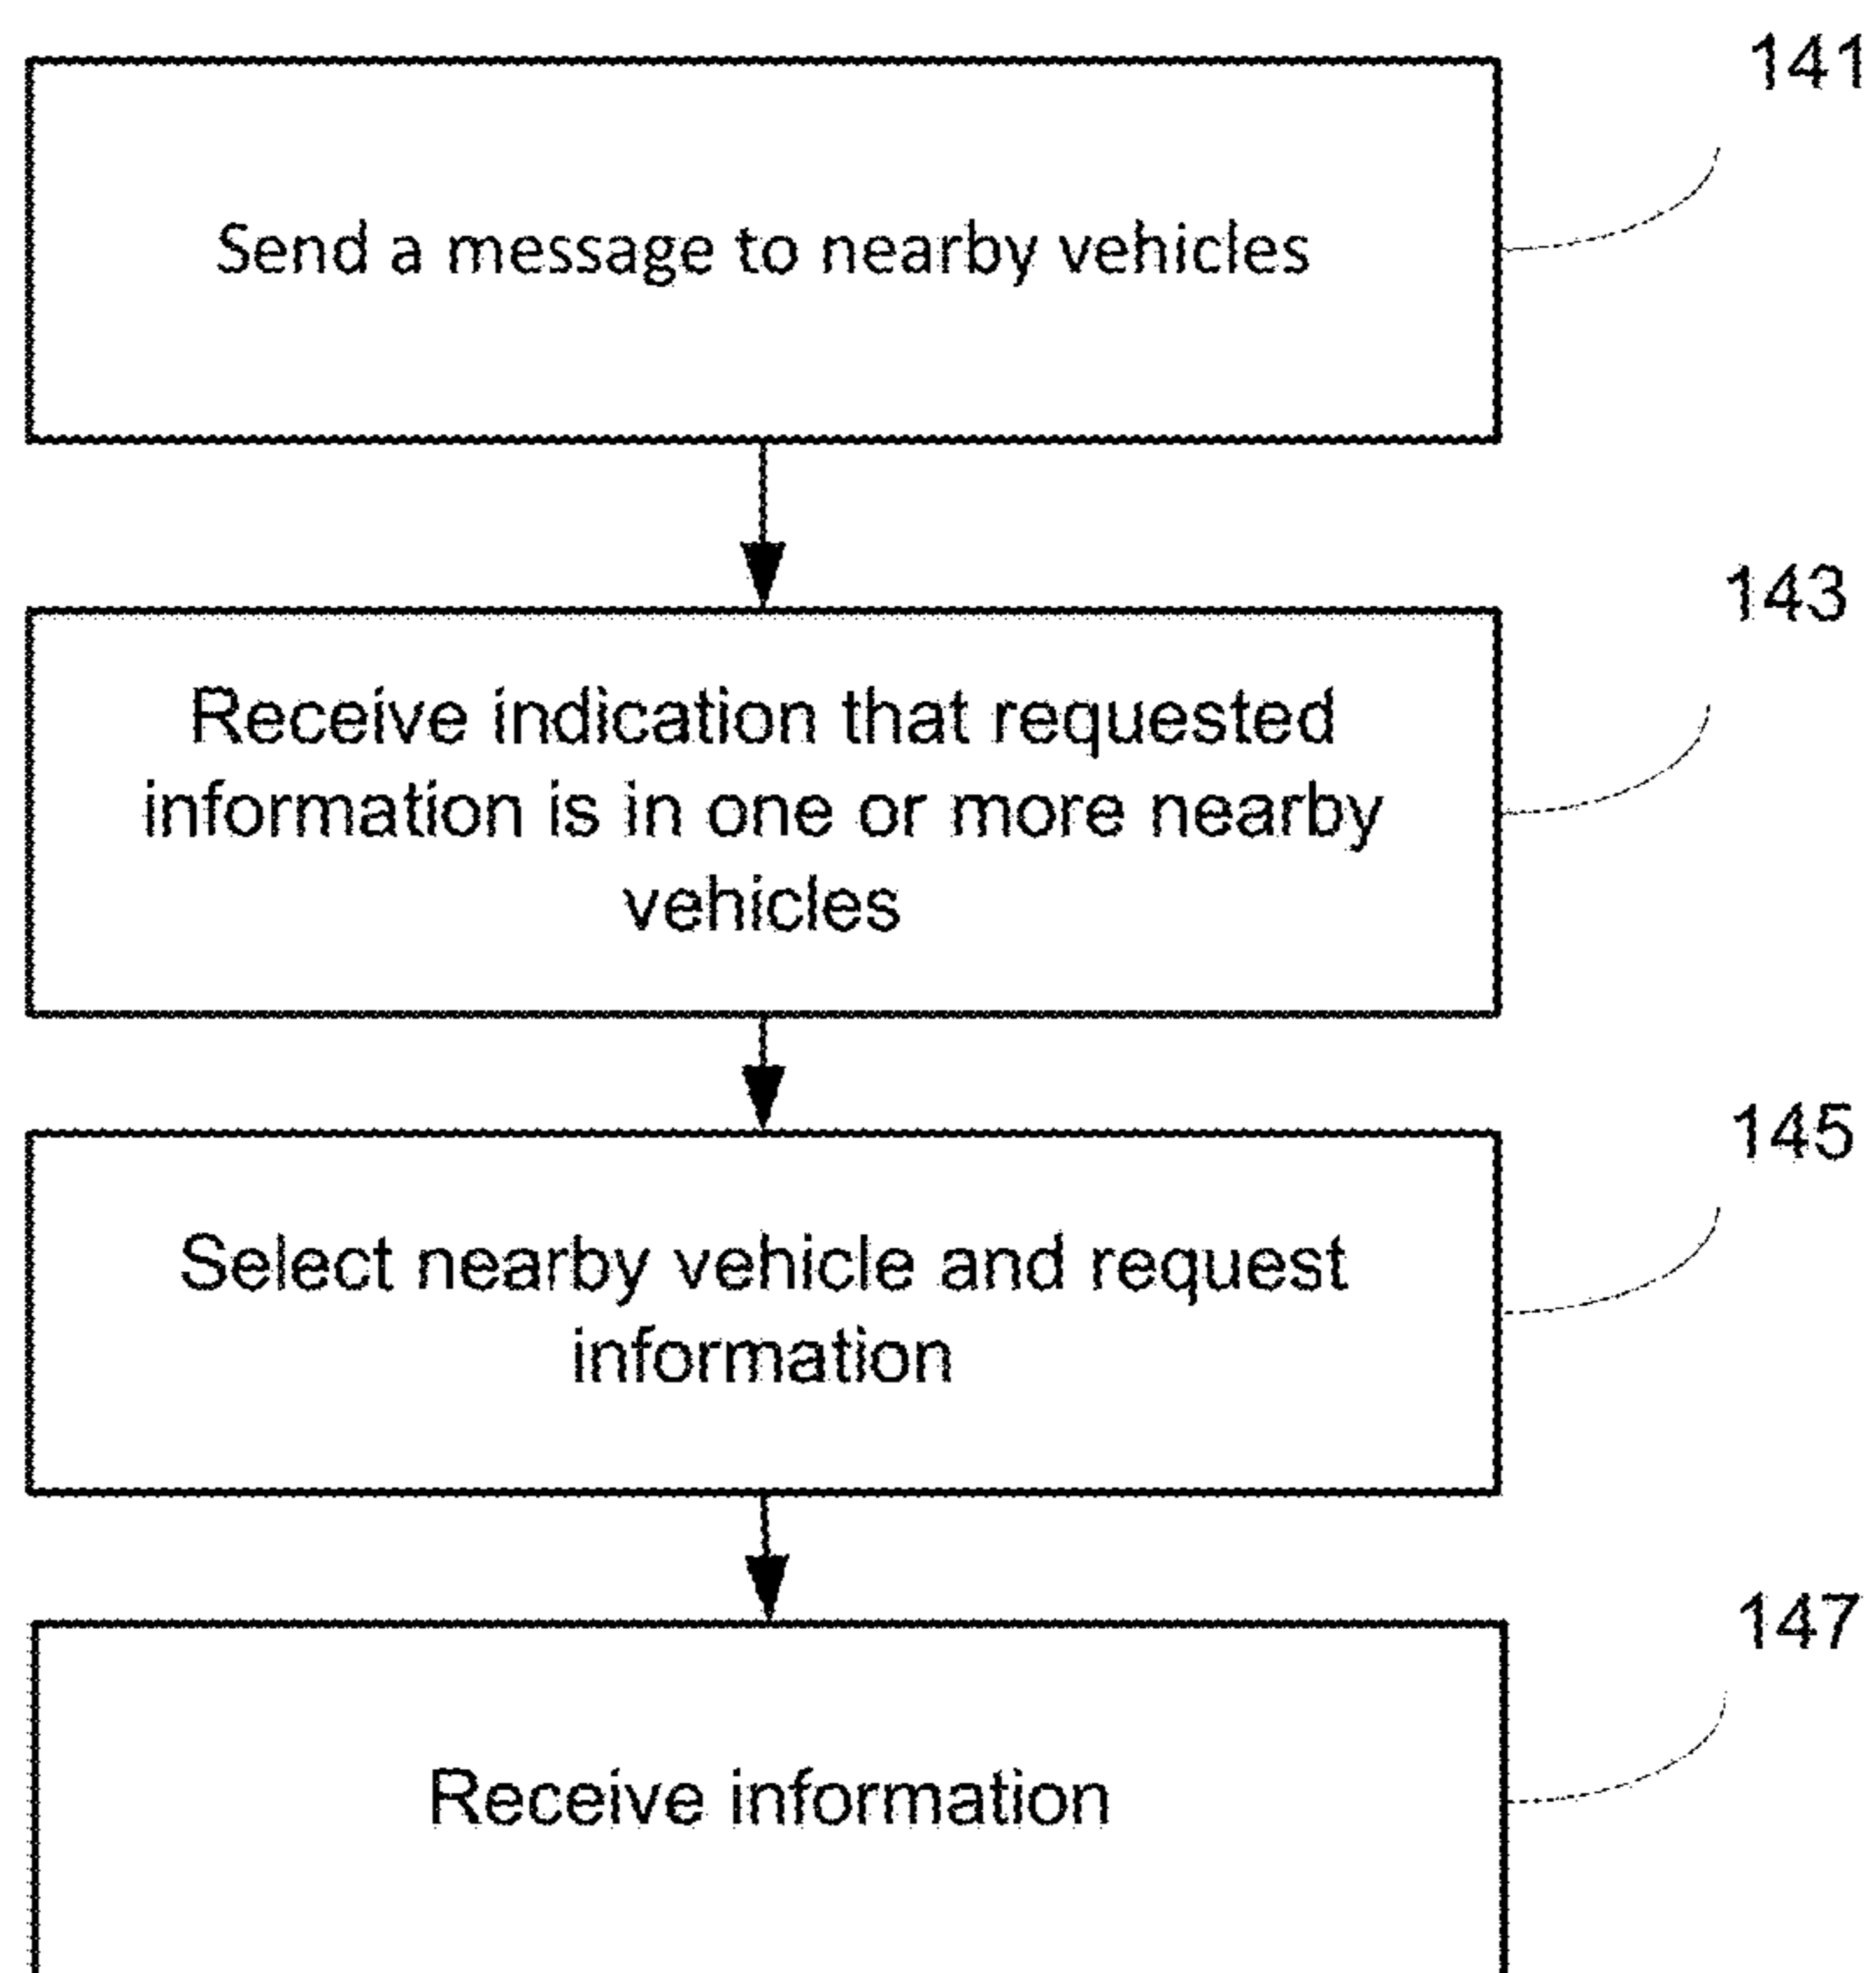 141
Send a message to nearby vehicles
143
Receive indication that requested
information is in one or more nearby
vehicles
145
Select nearby vehicle and request
information
147
Receive information